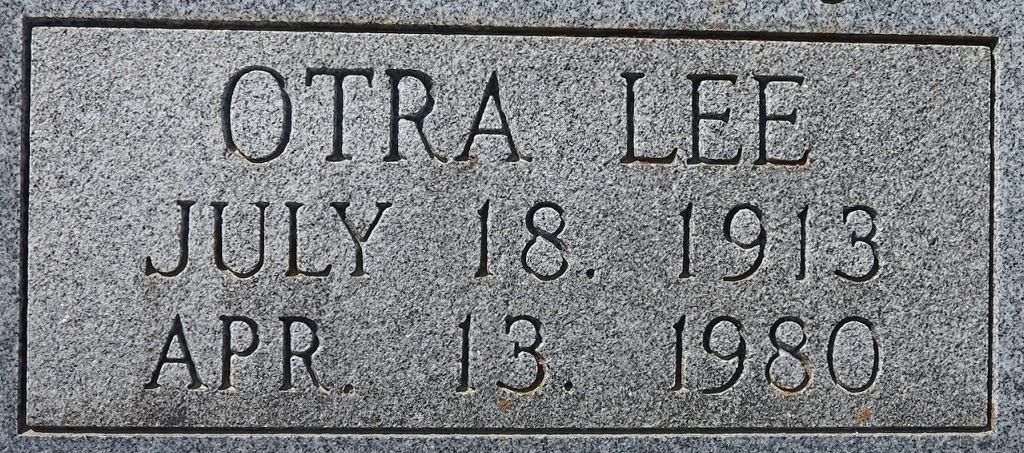 OTRA LEE
JULY 18. 1913
APR. 13. 1980